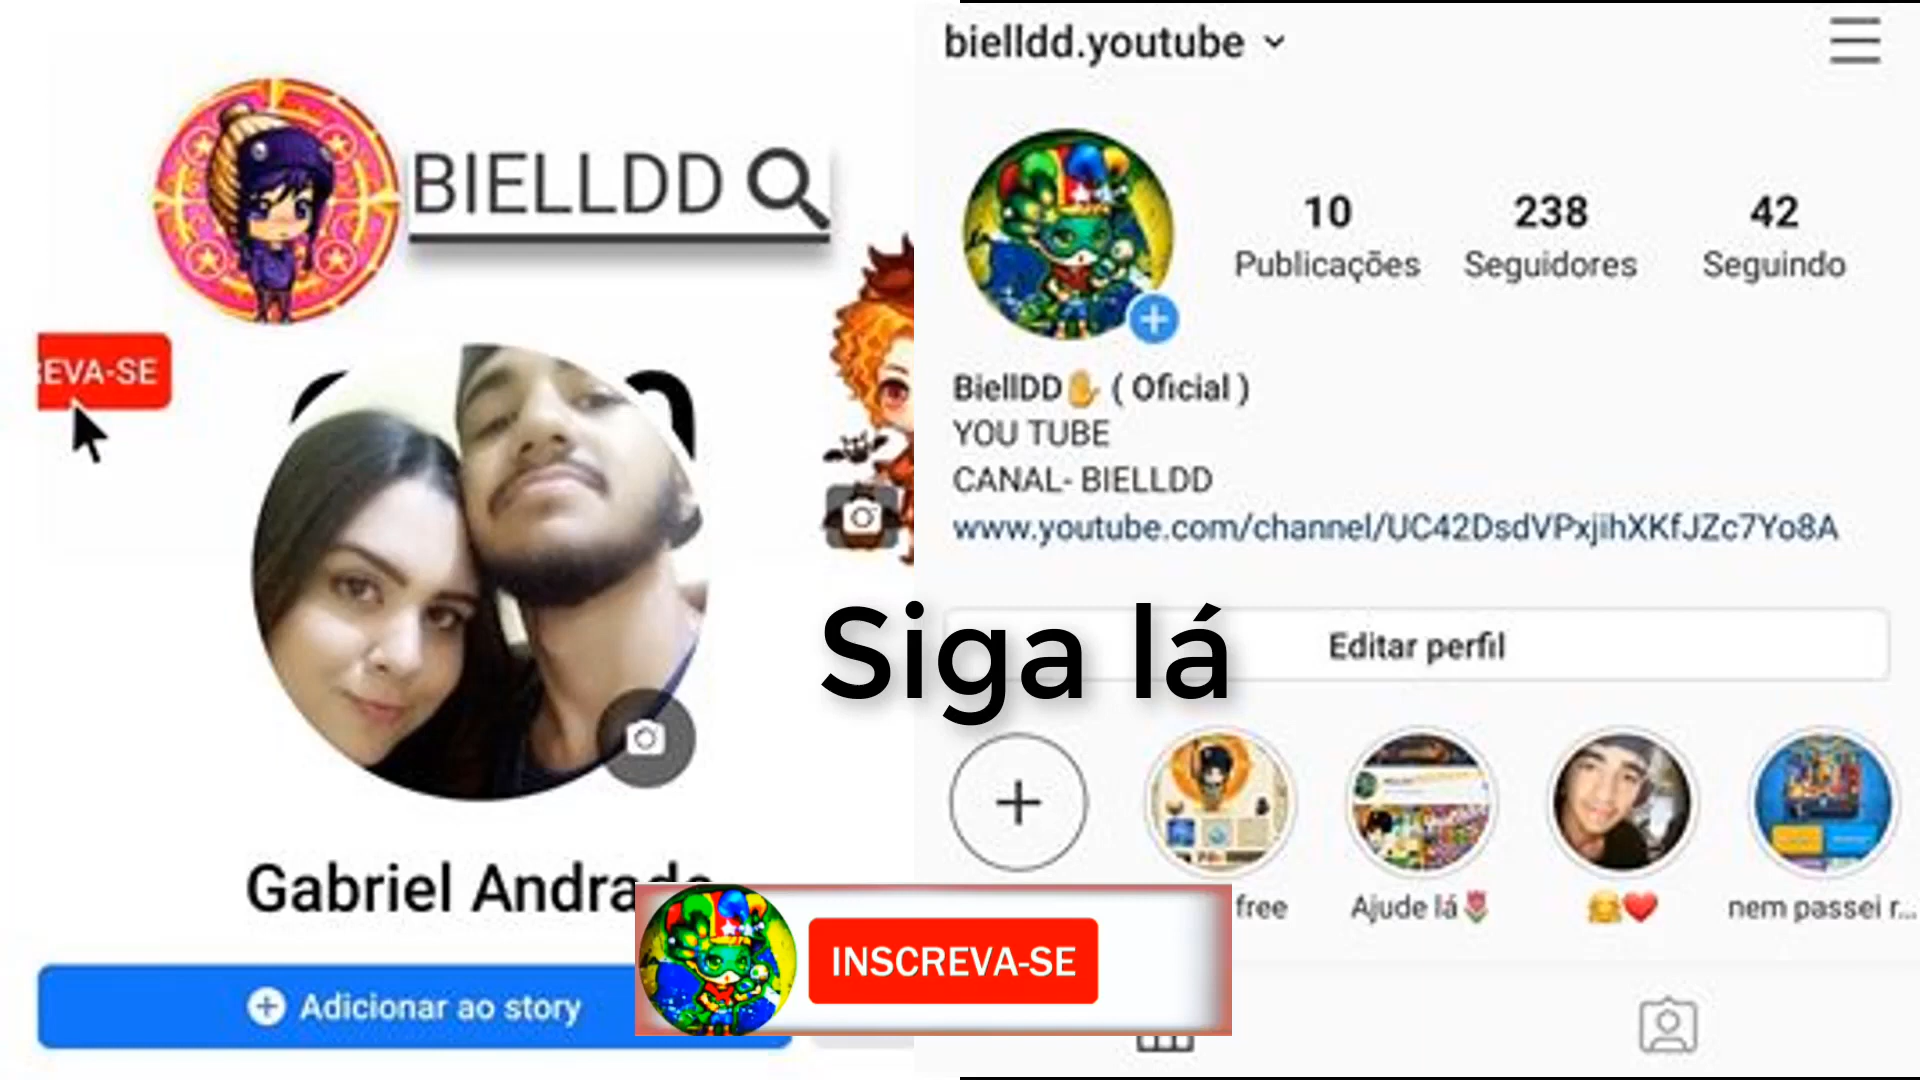 BIELLDD
EVA-SE
Gabriel Andrade
Adicionar ao story
bielldd.youtube
10
Publicações
238
Seguidores
42
Seguindo
BiellDD✋ ( Oficial )
YOU TUBE
CANAL- BIELLDD
www.youtube.com/channel/UC42DsdVPxjihXKfJZc7Yo8A
Editar perfil
Siga lá
free
Ajude lá🌷
🤗❤️
nem passei r...
INSCREVA-SE